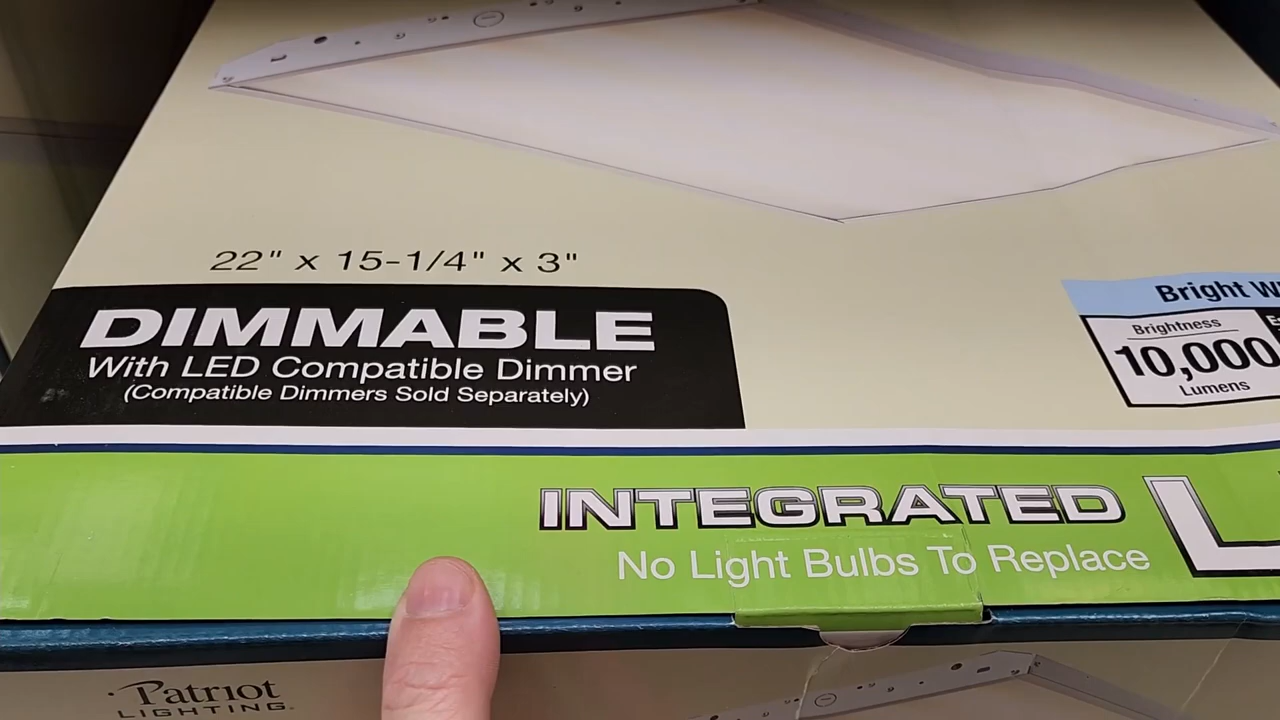 22" x 15-1/4" x 3"
DIMMABLE
With LED Compatible Dimmer
(Compatible Dimmers Sold Separately)
Bright
Brightness
10,000
Lumens
INTEGRATED
No Light Bulbs To Replace
Patriot
LIGHTING